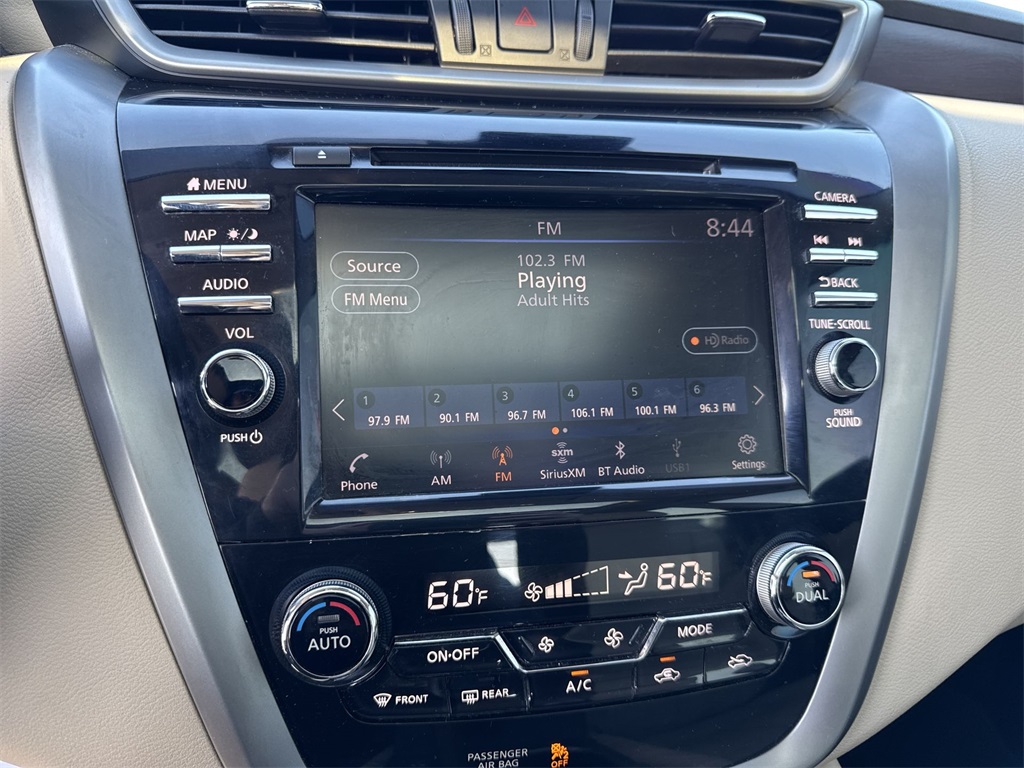 MENU
MAP
AUDIO
VOL
PUSH
CAMERA
BACK
TUNE·SCROLL
PUSH
SOUND
FM
8:44
Source
FM Menu
102.3 FM
Playing
Adult Hits
HD Radio
1
97.9 FM
2
90.1 FM
3
96.7 FM
4
106.1 FM
5
100.1 FM
6
96.3 FM
Phone
AM
FM
sxm
SiriusXM
BT Audio
USB1
Settings
60°F
60°F
PUSH
AUTO
PUSH
DUAL
ON·OFF
MODE
FRONT
REAR
A/C
PASSENGER
AIR BAG
2
OFF